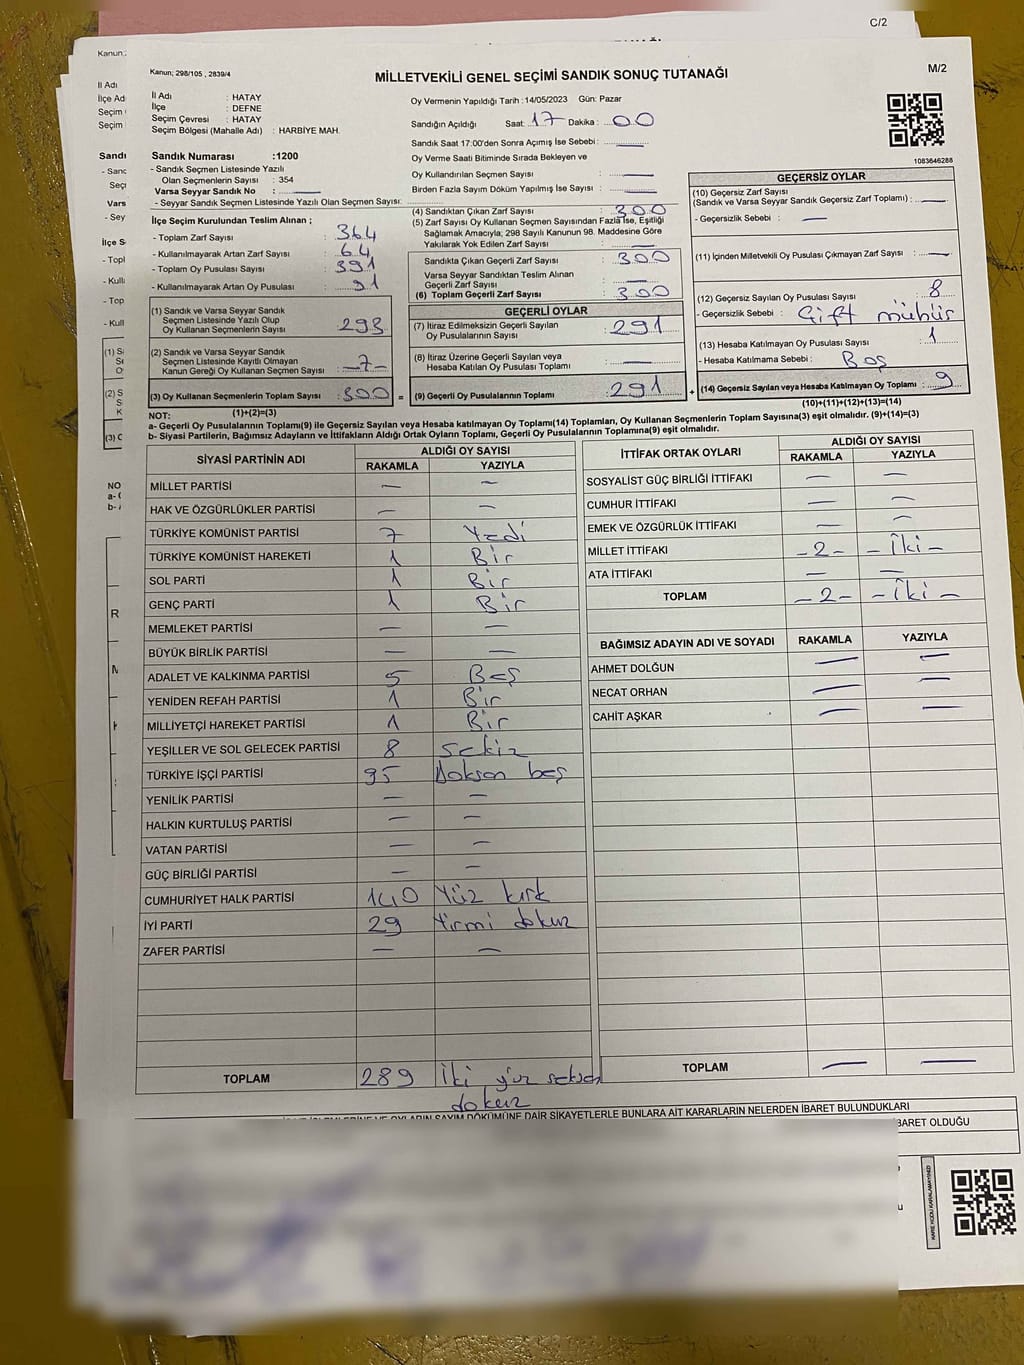 C/2
Kanun:
Kanun; 298/105 , 2839/4
MİLLETVEKİLİ GENEL SEÇİMİ SANDIK SONUÇ TUTANAĞI
M/2
İl Adı : HATAY
İlçe : DEFNE
Seçim Çevresi : HATAY
Seçim Bölgesi (Mahalle Adı) : HARBİYE MAH.
Oy Vermenin Yapıldığı Tarih : 14/05/2023 Gün: Pazar
Sandığın Açıldığı Saat: 17 Dakika : 00
Sandık Saat 17:00'den Sonra Açımış İse Sebebi : —
Sandık Numarası :1200
- Sandık Seçmen Listesinde Yazılı
Olan Seçmenlerin Sayısı : 354
Varsa Seyyar Sandık No : —
- Seyyar Sandık Seçmen Listesinde Yazılı Olan Seçmen Sayısı:
Oy Verme Saati Bitiminde Sırada Bekleyen ve
Oy Kullandırılan Seçmen Sayısı : —
Birden Fazla Sayım Döküm Yapılmış İse Sayısı : —
1083646288
İlçe Seçim Kurulundan Teslim Alınan ;
- Toplam Zarf Sayısı : 364
- Kullanılmayarak Artan Zarf Sayısı : 64
- Toplam Oy Pusulası Sayısı : 391
- Kullanılmayarak Artan Oy Pusulası : 91
(4) Sandıktan Çıkan Zarf Sayısı : 300
(5) Zarf Sayısı Oy Kullanan Seçmen Sayısından Fazla İse, Eşitliği
Sağlamak Amacıyla; 298 Sayılı Kanunun 98. Maddesine Göre
Yakılarak Yok Edilen Zarf Sayısı : —
Sandıkta Çıkan Geçerli Zarf Sayısı : 300
Varsa Seyyar Sandıktan Teslim Alınan
Geçerli Zarf Sayısı : —
(6) Toplam Geçerli Zarf Sayısı : 300
GEÇERSİZ OYLAR
(10) Geçersiz Zarf Sayısı
(Sandık ve Varsa Seyyar Sandık Geçersiz Zarf Toplamı) : —
- Geçersizlik Sebebi : —
(11) İçinden Milletvekili Oy Pusulası Çıkmayan Zarf Sayısı : —
(12) Geçersiz Sayılan Oy Pusulası Sayısı : 8
- Geçersizlik Sebebi : Çift mühür
(13) Hesaba Katılmayan Oy Pusulası Sayısı : 1
- Hesaba Katılmama Sebebi : Boş
(14) Geçersiz Sayılan veya Hesaba Katılmayan Oy Toplamı : 9
(10)+(11)+(12)+(13)=(14)
(1) Sandık ve Varsa Seyyar Sandık
Seçmen Listesinde Yazılı Olup
Oy Kullanan Seçmenlerin Sayısı : 293
(2) Sandık ve Varsa Seyyar Sandık
Seçmen Listesinde Kayıtlı Olmayan
Kanun Gereği Oy Kullanan Seçmen Sayısı : -7-
(3) Oy Kullanan Seçmenlerin Toplam Sayısı : 300 =
(1)+(2)=(3)
GEÇERLİ OYLAR
(7) İtiraz Edilmeksizin Geçerli Sayılan
Oy Pusulalarının Sayısı : 291
(8) İtiraz Üzerine Geçerli Sayılan veya
Hesaba Katılan Oy Pusulası Toplamı : —
(9) Geçerli Oy Pusulalarının Toplamı : 291 +
NOT:
a- Geçerli Oy Pusulalarının Toplamı(9) ile Geçersiz Sayılan veya Hesaba katılmayan Oy Toplamı(14) Toplamları, Oy Kullanan Seçmenlerin Toplam Sayısına(3) eşit olmalıdır. (9)+(14)=(3)
b- Siyasi Partilerin, Bağımsız Adayların ve İttifakların Aldığı Ortak Oyların Toplamı, Geçerli Oy Pusulalarının Toplamına(9) eşit olmalıdır.
SİYASİ PARTİNİN ADI ALDIĞI OY SAYISI
RAKAMLA YAZIYLA
MİLLET PARTİSİ — —
HAK VE ÖZGÜRLÜKLER PARTİSİ — —
TÜRKİYE KOMÜNİST PARTİSİ 7 Yedi
TÜRKİYE KOMÜNİST HAREKETİ 1 Bir
SOL PARTİ 1 Bir
GENÇ PARTİ 1 Bir
MEMLEKET PARTİSİ — —
BÜYÜK BİRLİK PARTİSİ — —
ADALET VE KALKINMA PARTİSİ 5 Beş
YENİDEN REFAH PARTİSİ 1 Bir
MİLLİYETÇİ HAREKET PARTİSİ 1 Bir
YEŞİLLER VE SOL GELECEK PARTİSİ 8 sekiz
TÜRKİYE İŞÇİ PARTİSİ 95 Doksan beş
YENİLİK PARTİSİ — —
HALKIN KURTULUŞ PARTİSİ — —
VATAN PARTİSİ — —
GÜÇ BİRLİĞİ PARTİSİ — —
CUMHURİYET HALK PARTİSİ 140 Yüz kırk
İYİ PARTİ 29 Yirmi dokuz
ZAFER PARTİSİ — —
TOPLAM 289 İki yüz seksen
dokuz
İTTİFAK ORTAK OYLARI ALDIĞI OY SAYISI
RAKAMLA YAZIYLA
SOSYALİST GÜÇ BİRLİĞİ İTTİFAKI — —
CUMHUR İTTİFAKI — —
EMEK VE ÖZGÜRLÜK İTTİFAKI — —
MİLLET İTTİFAKI -2- -İki-
ATA İTTİFAKI — —
TOPLAM -2- -İki-
BAĞIMSIZ ADAYIN ADI VE SOYADI RAKAMLA YAZIYLA
AHMET DOLĞUN — —
NECAT ORHAN — —
CAHİT AŞKAR — —
TOPLAM — —
OYLARIN SAYIM DÖKÜMÜNE DAİR ŞİKAYETLERLE BUNLARA AİT KARARLARIN NELERDEN İBARET BULUNDUKLARI
BARET OLDUĞU
KARE KODU KARALAMAYINIZ!